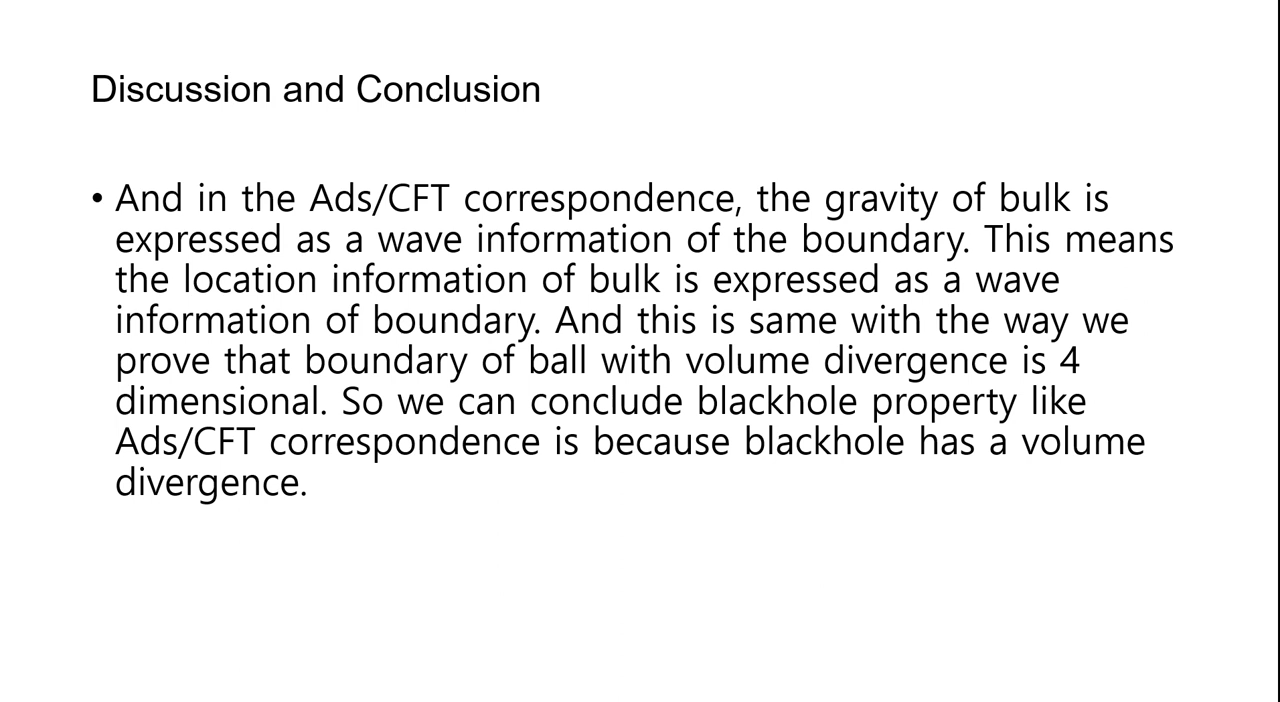 Discussion and Conclusion
• And in the Ads/CFT correspondence, the gravity of bulk is
expressed as a wave information of the boundary. This means
the location information of bulk is expressed as a wave
information of boundary. And this is same with the way we
prove that boundary of ball with volume divergence is 4
dimensional. So we can conclude blackhole property like
Ads/CFT correspondence is because blackhole has a volume
divergence.